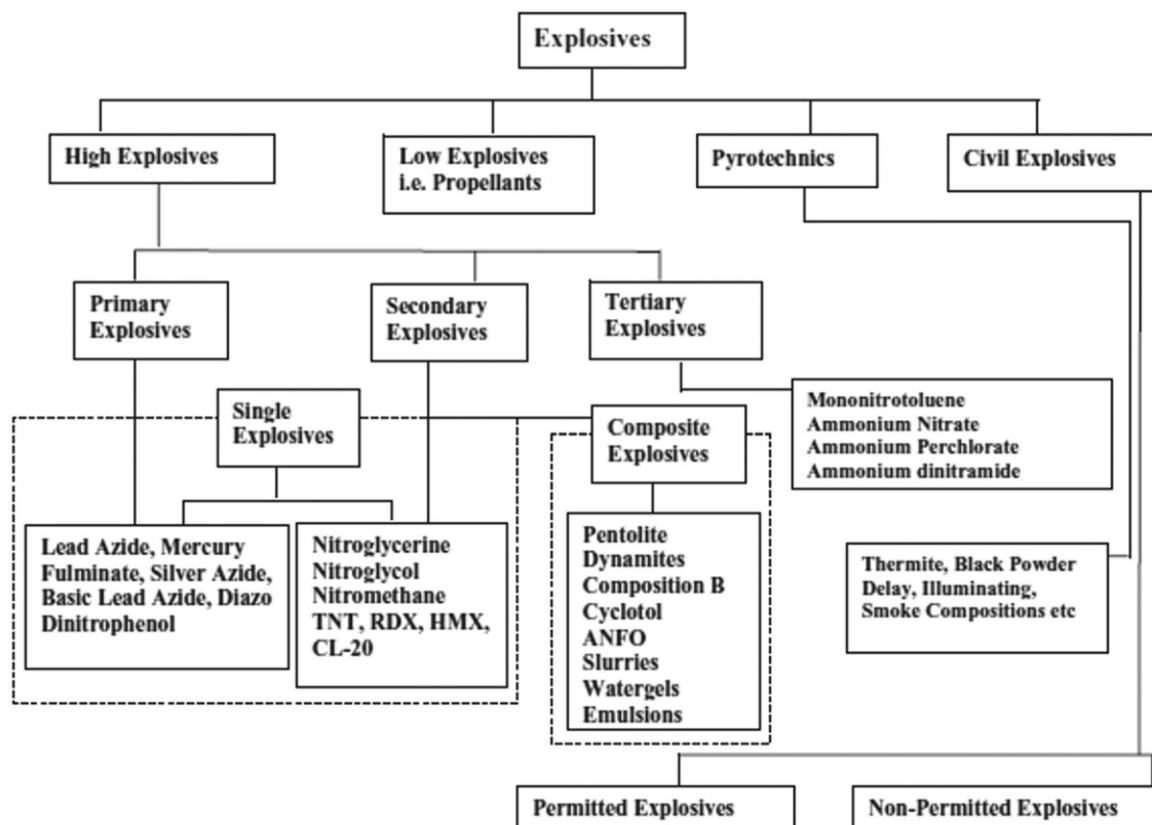 Explosives
High Explosives
Low Explosives
i.e. Propellants
Pyrotechnics
Civil Explosives
Primary
Explosives
Secondary
Explosives
Tertiary
Explosives
Single
Explosives
Composite
Explosives
Mononitrotoluene
Ammonium Nitrate
Ammonium Perchlorate
Ammonium dinitramide
Lead Azide, Mercury
Fulminate, Silver Azide,
Basic Lead Azide, Diazo
Dinitrophenol
Nitroglycerine
Nitroglycol
Nitromethane
TNT, RDX, HMX,
CL-20
Pentolite
Dynamites
Composition B
Cyclotol
ANFO
Slurries
Watergels
Emulsions
Thermite, Black Powder
Delay, Illuminating,
Smoke Compositions etc
Permitted Explosives
Non-Permitted Explosives